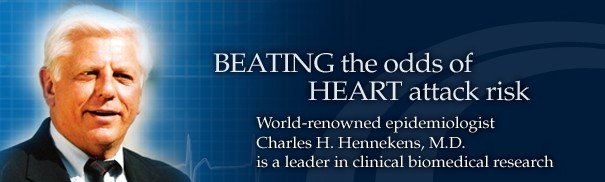 BEATING the odds of
HEART attack risk
World-renowned epidemiologist
Charles H. Hennekens, M.D.
is a leader in clinical biomedical research